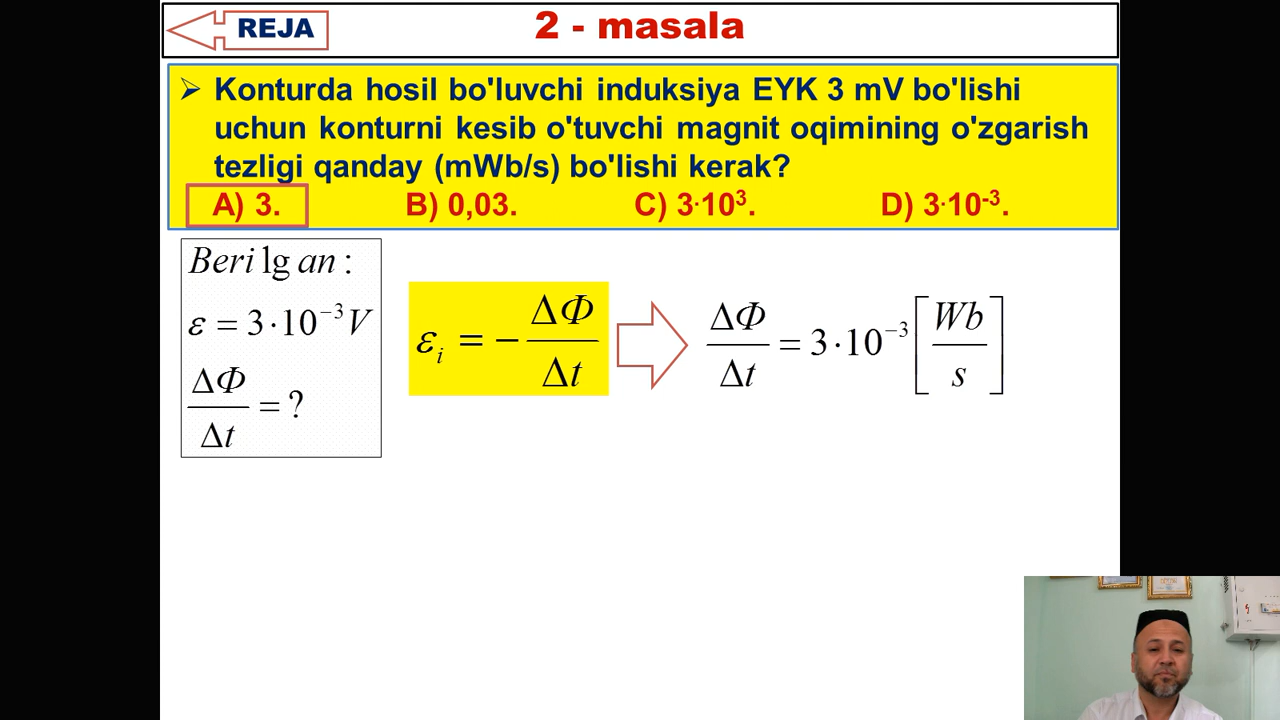 REJA
2 - masala
➢ Konturda hosil bo'luvchi induksiya EYK 3 mV bo'lishi
uchun konturni kesib o'tuvchi magnit oqimining o'zgarish
tezligi qanday (mWb/s) bo'lishi kerak?
A) 3. B) 0,03. C) 3·10³. D) 3·10⁻³.
Berilgan :
ε = 3·10⁻³ V
ΔΦ/Δt = ?
εᵢ = − ΔΦ/Δt
ΔΦ/Δt = 3·10⁻³ [Wb/s]